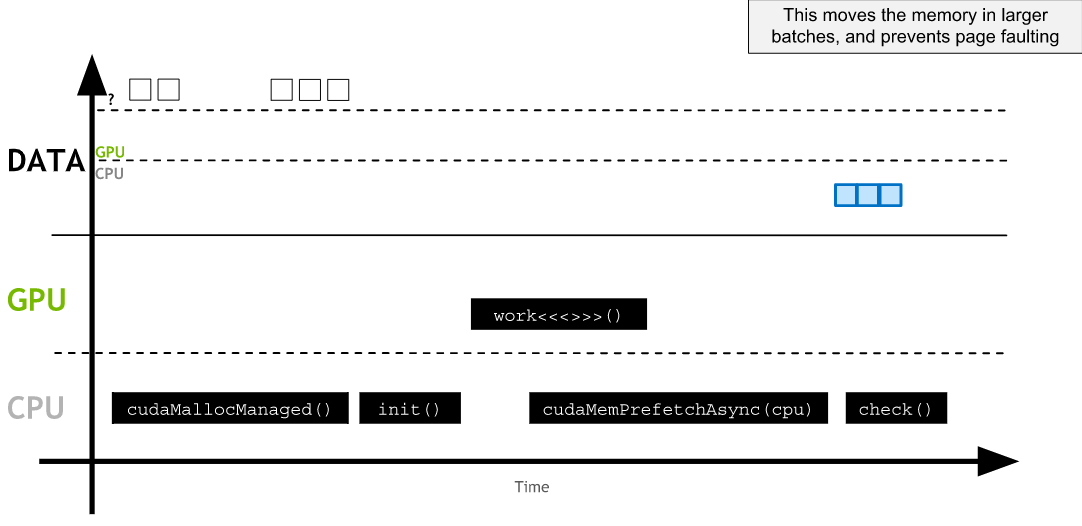 This moves the memory in larger
batches, and prevents page faulting
?
DATA
GPU
CPU
GPU
work<<<>>>()
CPU
cudaMallocManaged()
init()
cudaMemPrefetchAsync(cpu)
check()
Time